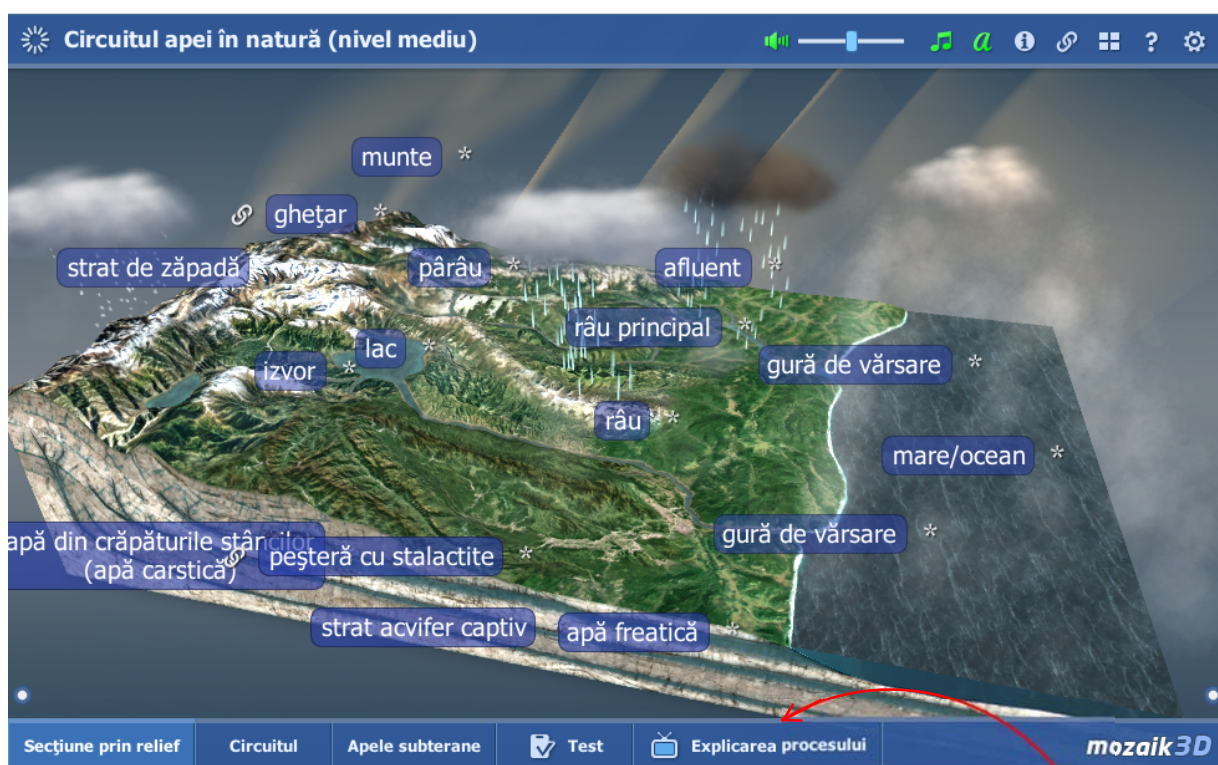 Circuitul apei în natură (nivel mediu)
munte
gheţar
strat de zăpadă
pârâu
afluent
râu principal
lac
izvor
gură de vărsare
râu
mare/ocean
gură de vărsare
apă din crăpăturile stâncilor
(apă carstică)
peşteră cu stalactite
strat acvifer captiv
apă freatică
Secţiune prin relief
Circuitul
Apele subterane
Test
Explicarea procesului
mozaik3D